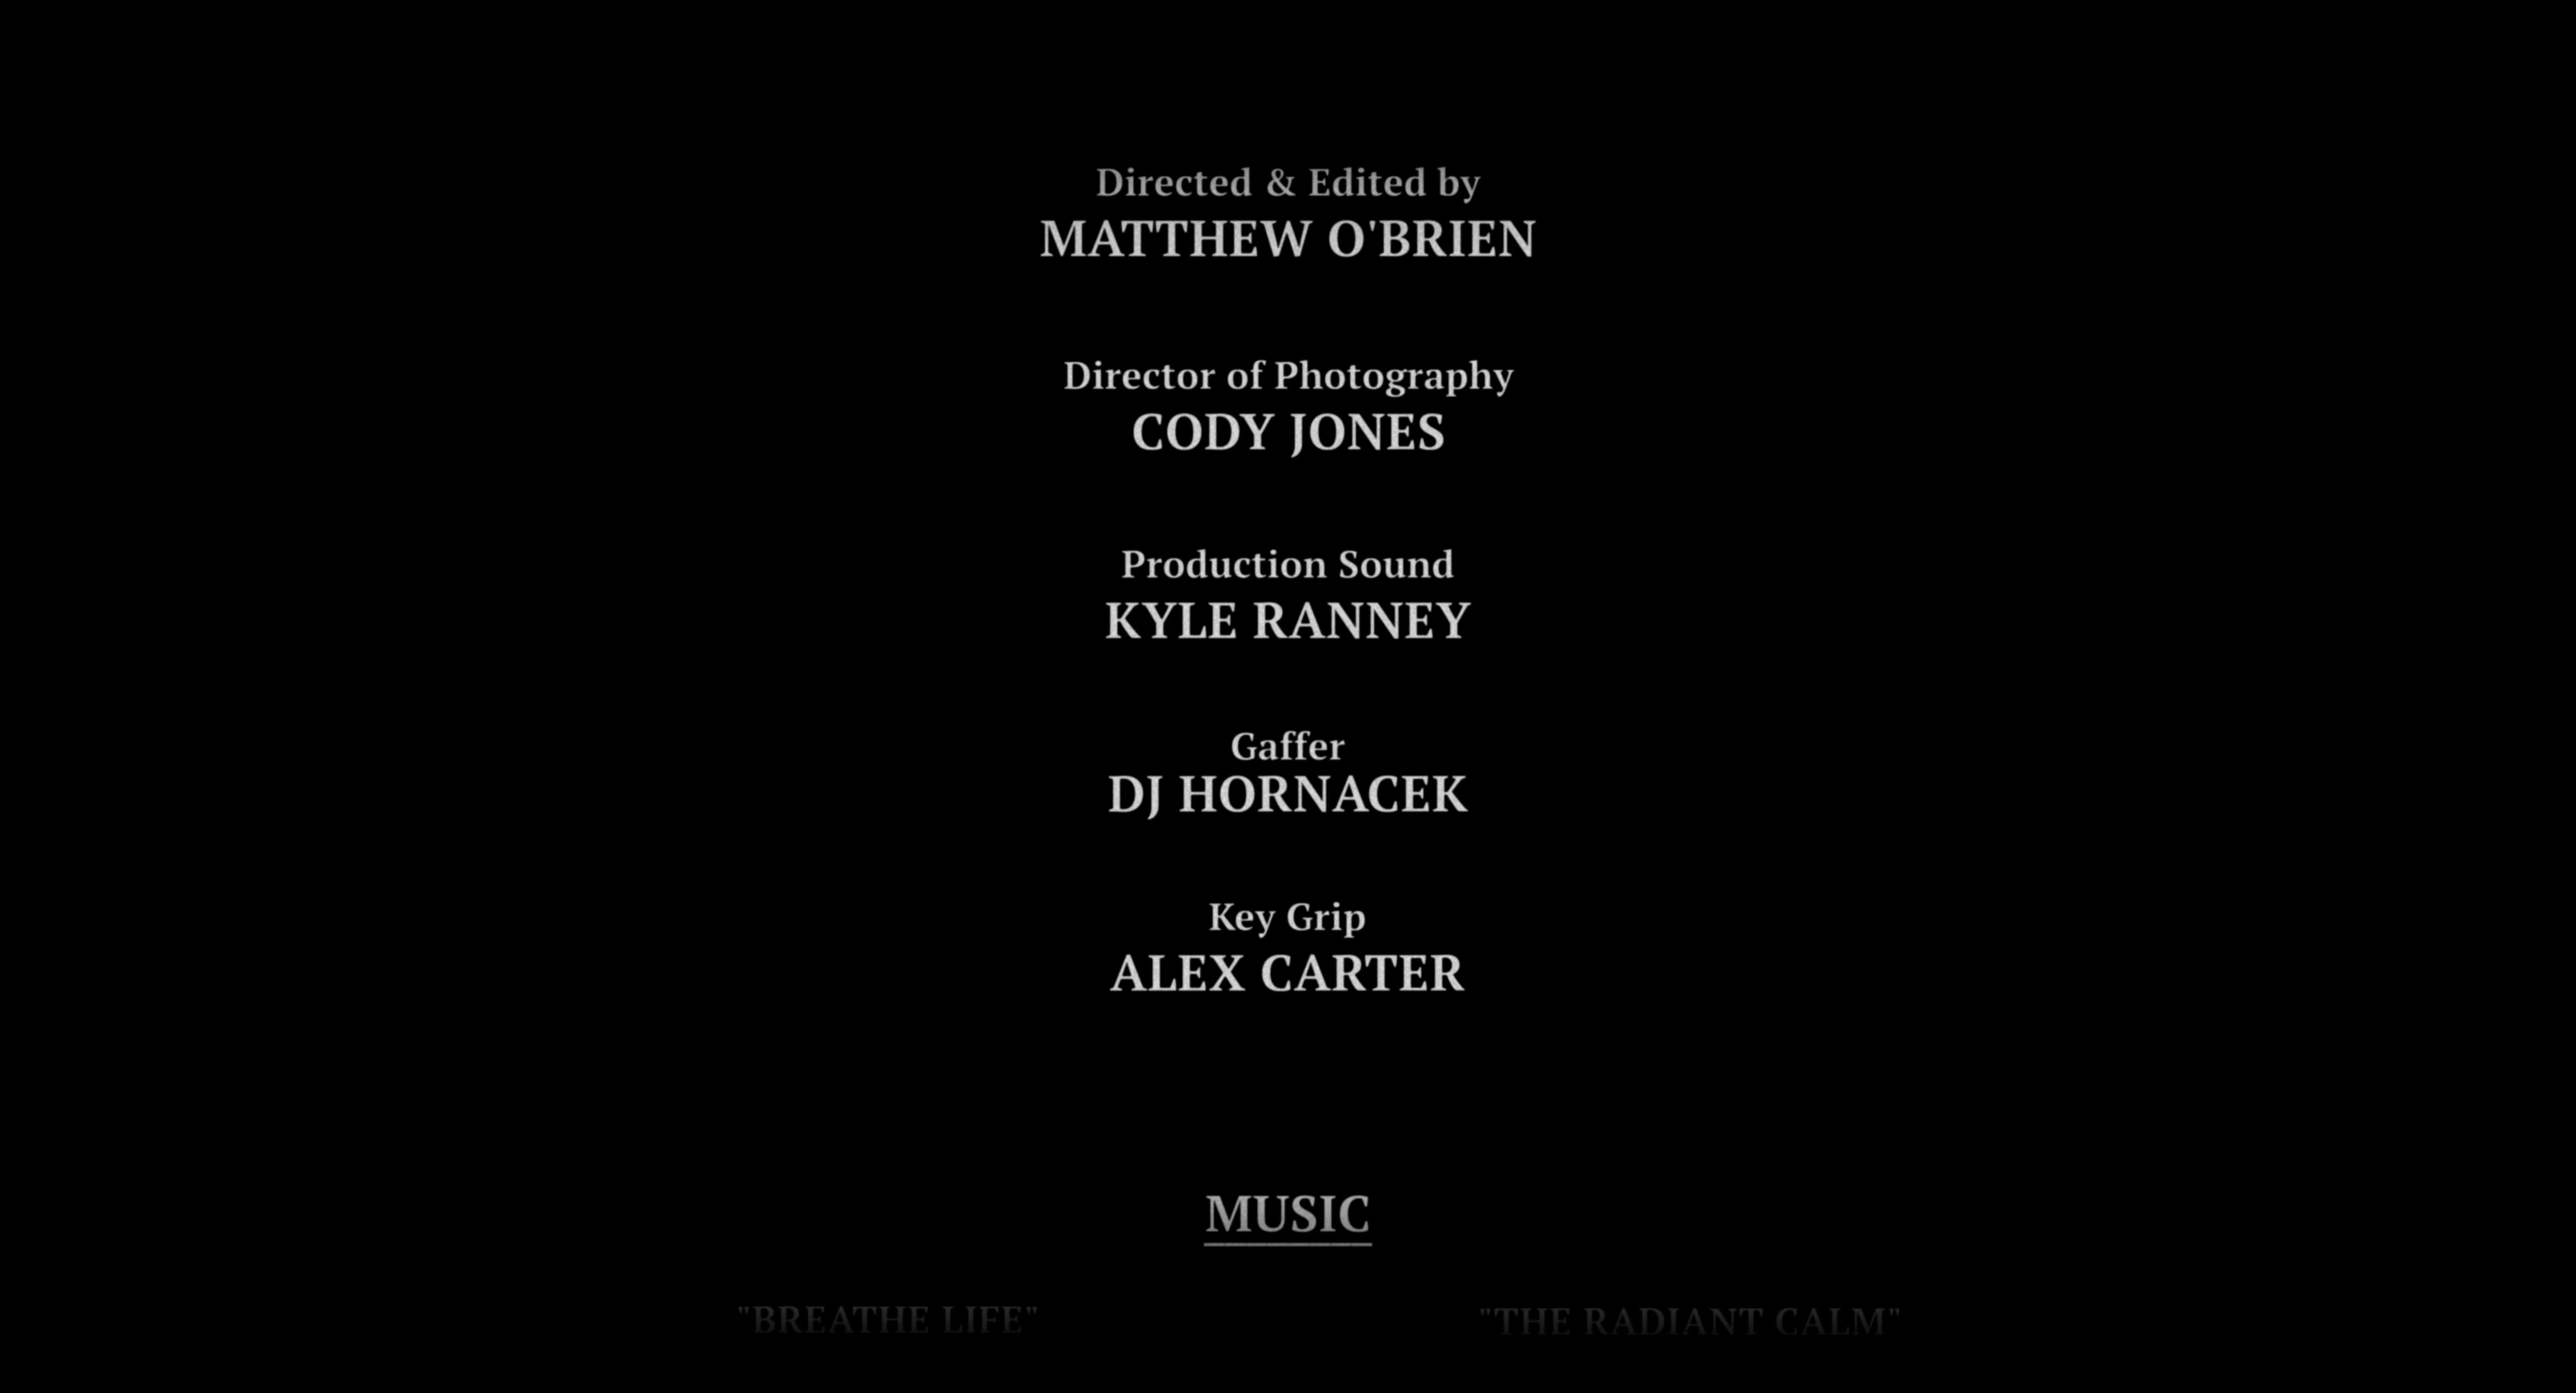 Directed & Edited by
MATTHEW O'BRIEN
Director of Photography
CODY JONES
Production Sound
KYLE RANNEY
Gaffer
DJ HORNACEK
Key Grip
ALEX CARTER
MUSIC
"BREATHE LIFE"
"THE RADIANT CALM"